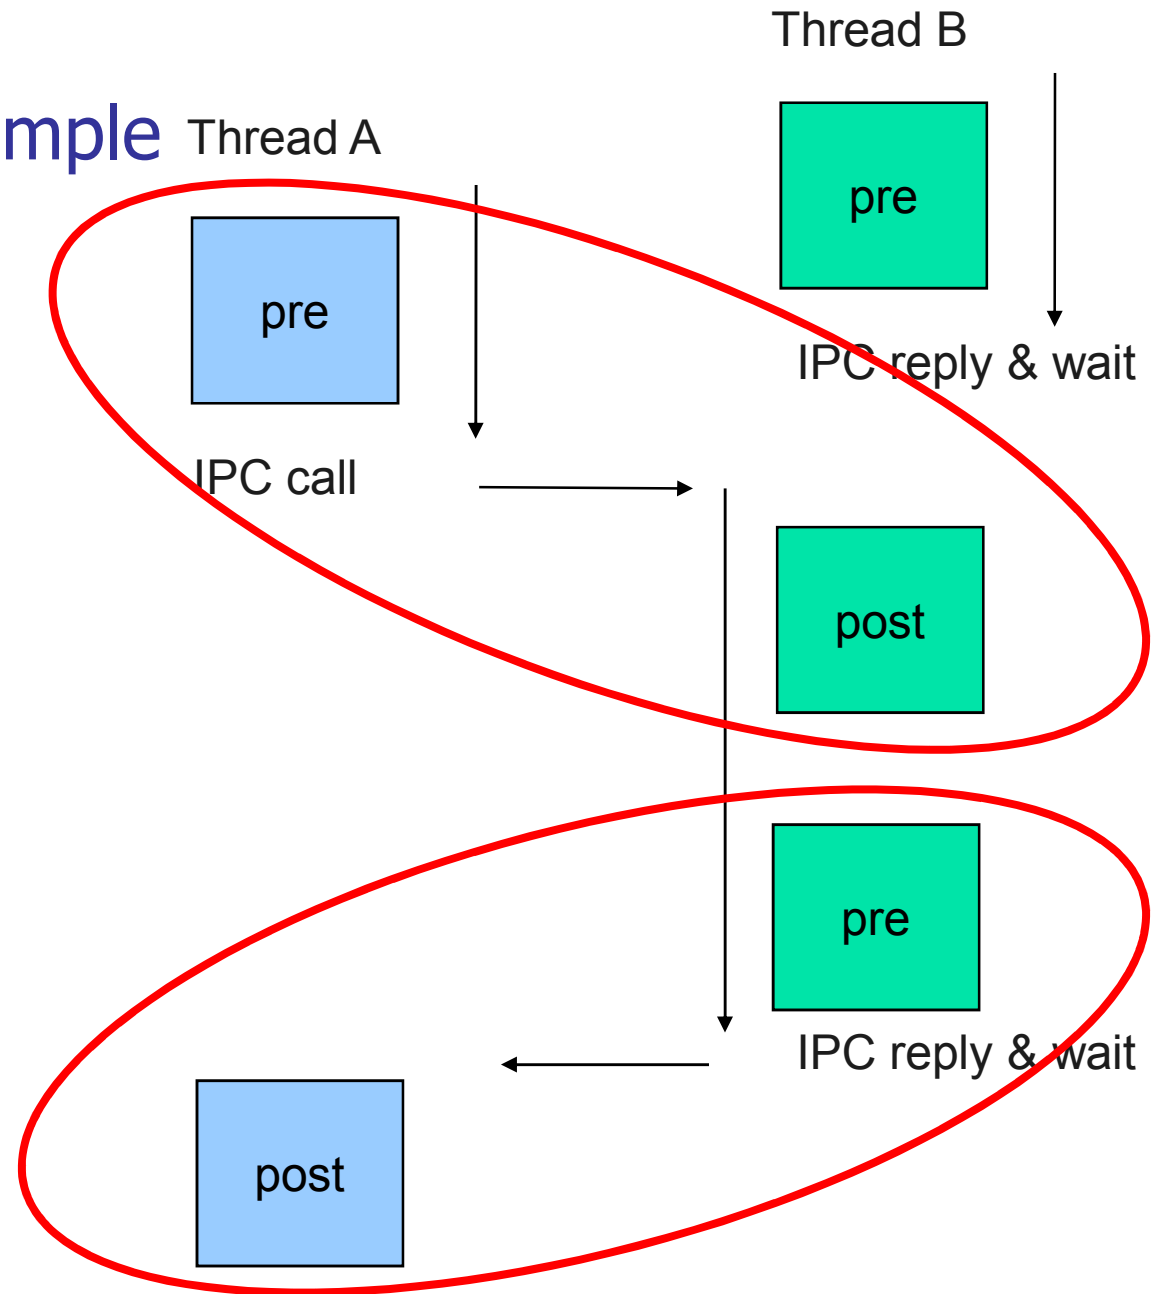 Thread B
mple
Thread A
pre
pre
IPC reply & wait
IPC call
post
pre
IPC reply & wait
post